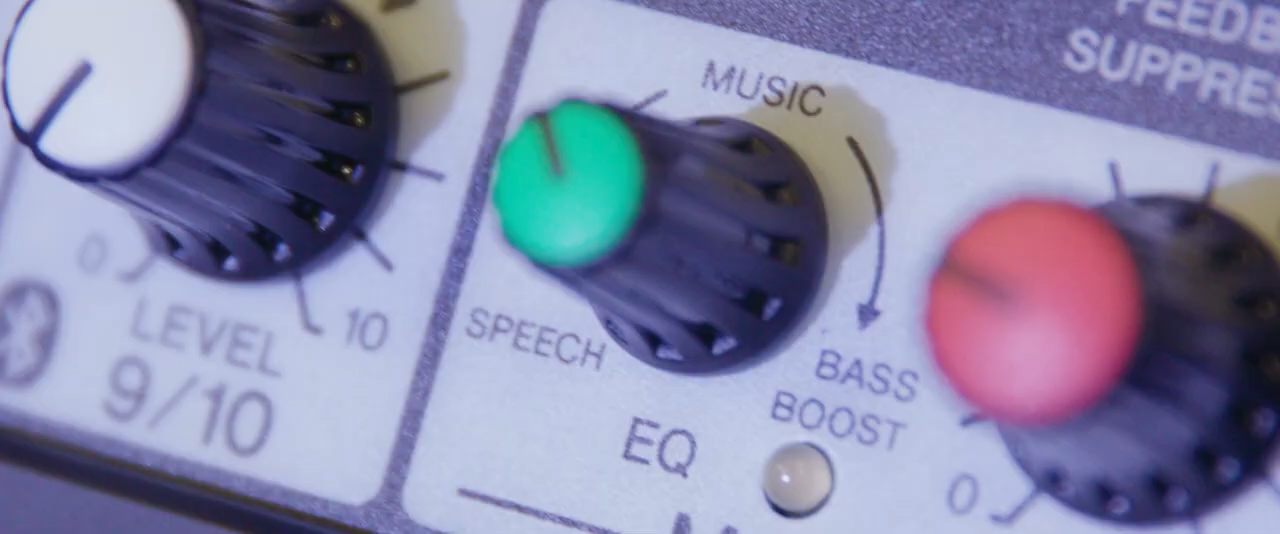 SUPPRES
MUSIC
0
10
LEVEL
9/10
SPEECH
BASS
BOOST
EQ
0